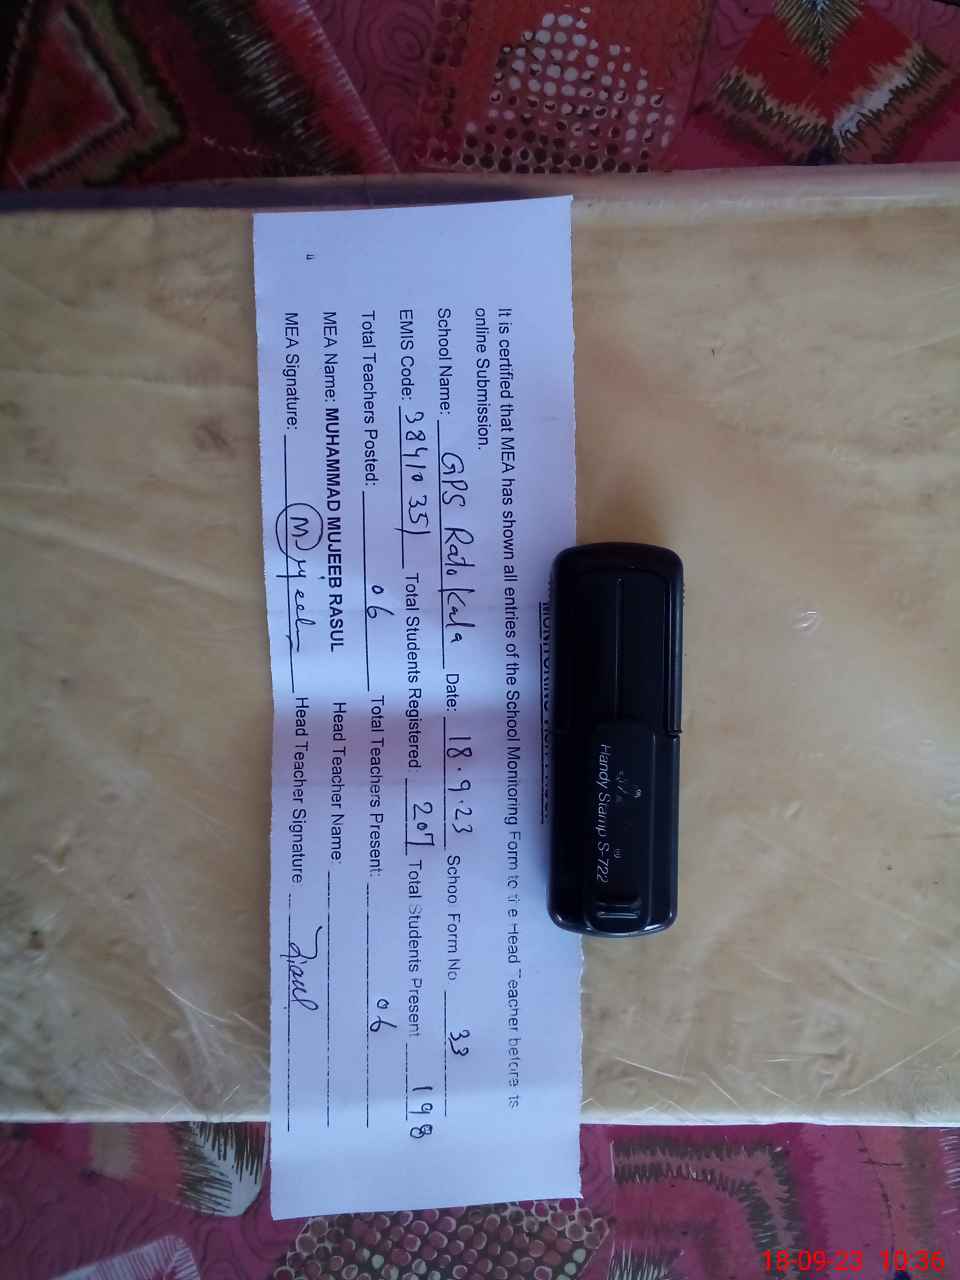 It is certified that MEA has shown all entries of the School Monitoring Form to the Head Teacher before its
online Submission.
School Name: GPS Rato Kala Date: 18.9.23 School Form No 33
EMIS Code: 38410351 Total Students Registered: 207 Total Students Present 198
Total Teachers Posted: 06 Total Teachers Present: 06
MEA Name: MUHAMMAD MUJEEB RASUL Head Teacher Name:
MEA Signature: Mujeeb Head Teacher Signature
Handy Stamp S-722
18-09-23 10:36